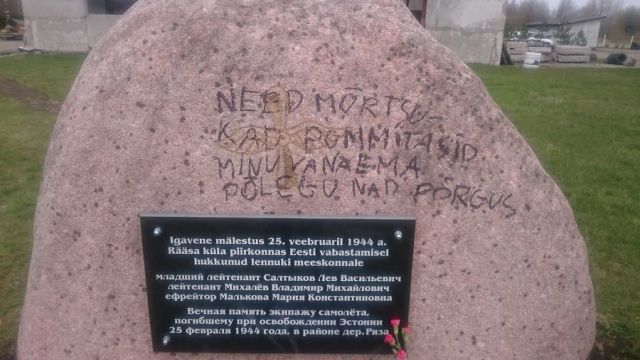 NEED MÕRTSU-
KAD POMMITASID
MINU VANAEMA
PÕLEGU NAD PÕRGUS
Igavene mälestus 25. veebruaril 1944 a.
Rääsa küla piirkonnas Eesti vabastamisel
hukkunud lennuki meeskonnale
младший лейтенант Салтыков Лев Васильевич
лейтенант Михалёв Владимир Михайлович
ефрейтор Малькова Мария Константиновна
Вечная память экипажу самолёта,
погибшему при освобождении Эстонии
25 февраля 1944 года, в районе дер. Ряза